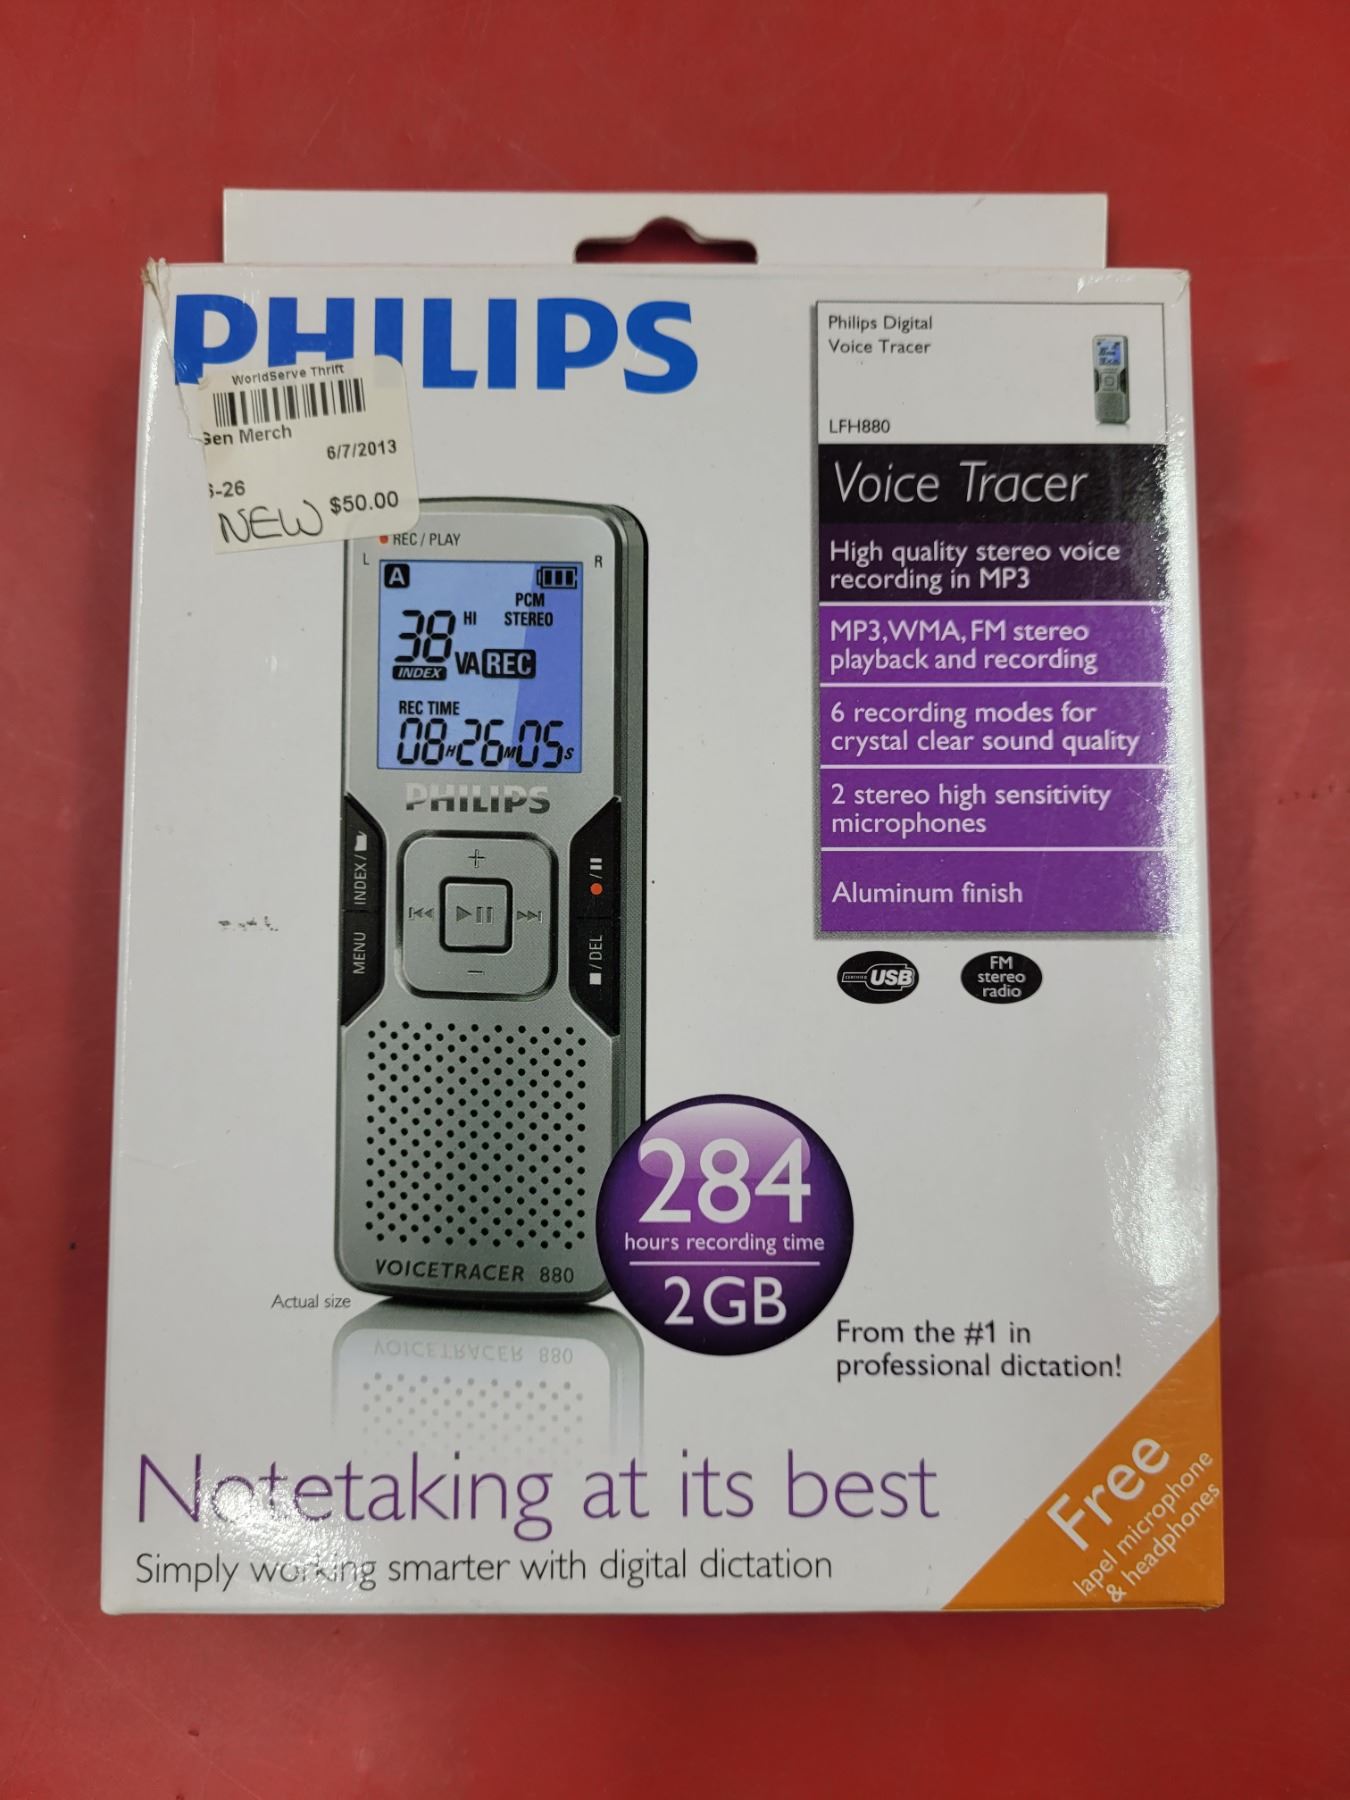 PHILIPS
WorldServe Thrift
Gen Merch
6/7/2013
-26
NEW $50.00
Philips Digital
Voice Tracer
LFH880
Voice Tracer
High quality stereo voice
recording in MP3
MP3, WMA, FM stereo
playback and recording
6 recording modes for
crystal clear sound quality
2 stereo high sensitivity
microphones
Aluminum finish
CERTIFIED USB
FM
stereo
radio
REC / PLAY
L R
A
PCM
38 HI STEREO
INDEX VA REC
REC TIME
08H26M05S
PHILIPS
INDEX /
MENU
/ DEL
VOICETRACER 880
Actual size
VOICETRACER 880
284
hours recording time
2GB
From the #1 in
professional dictation!
Notetaking at its best
Simply working smarter with digital dictation
Free
lapel microphone
& headphones